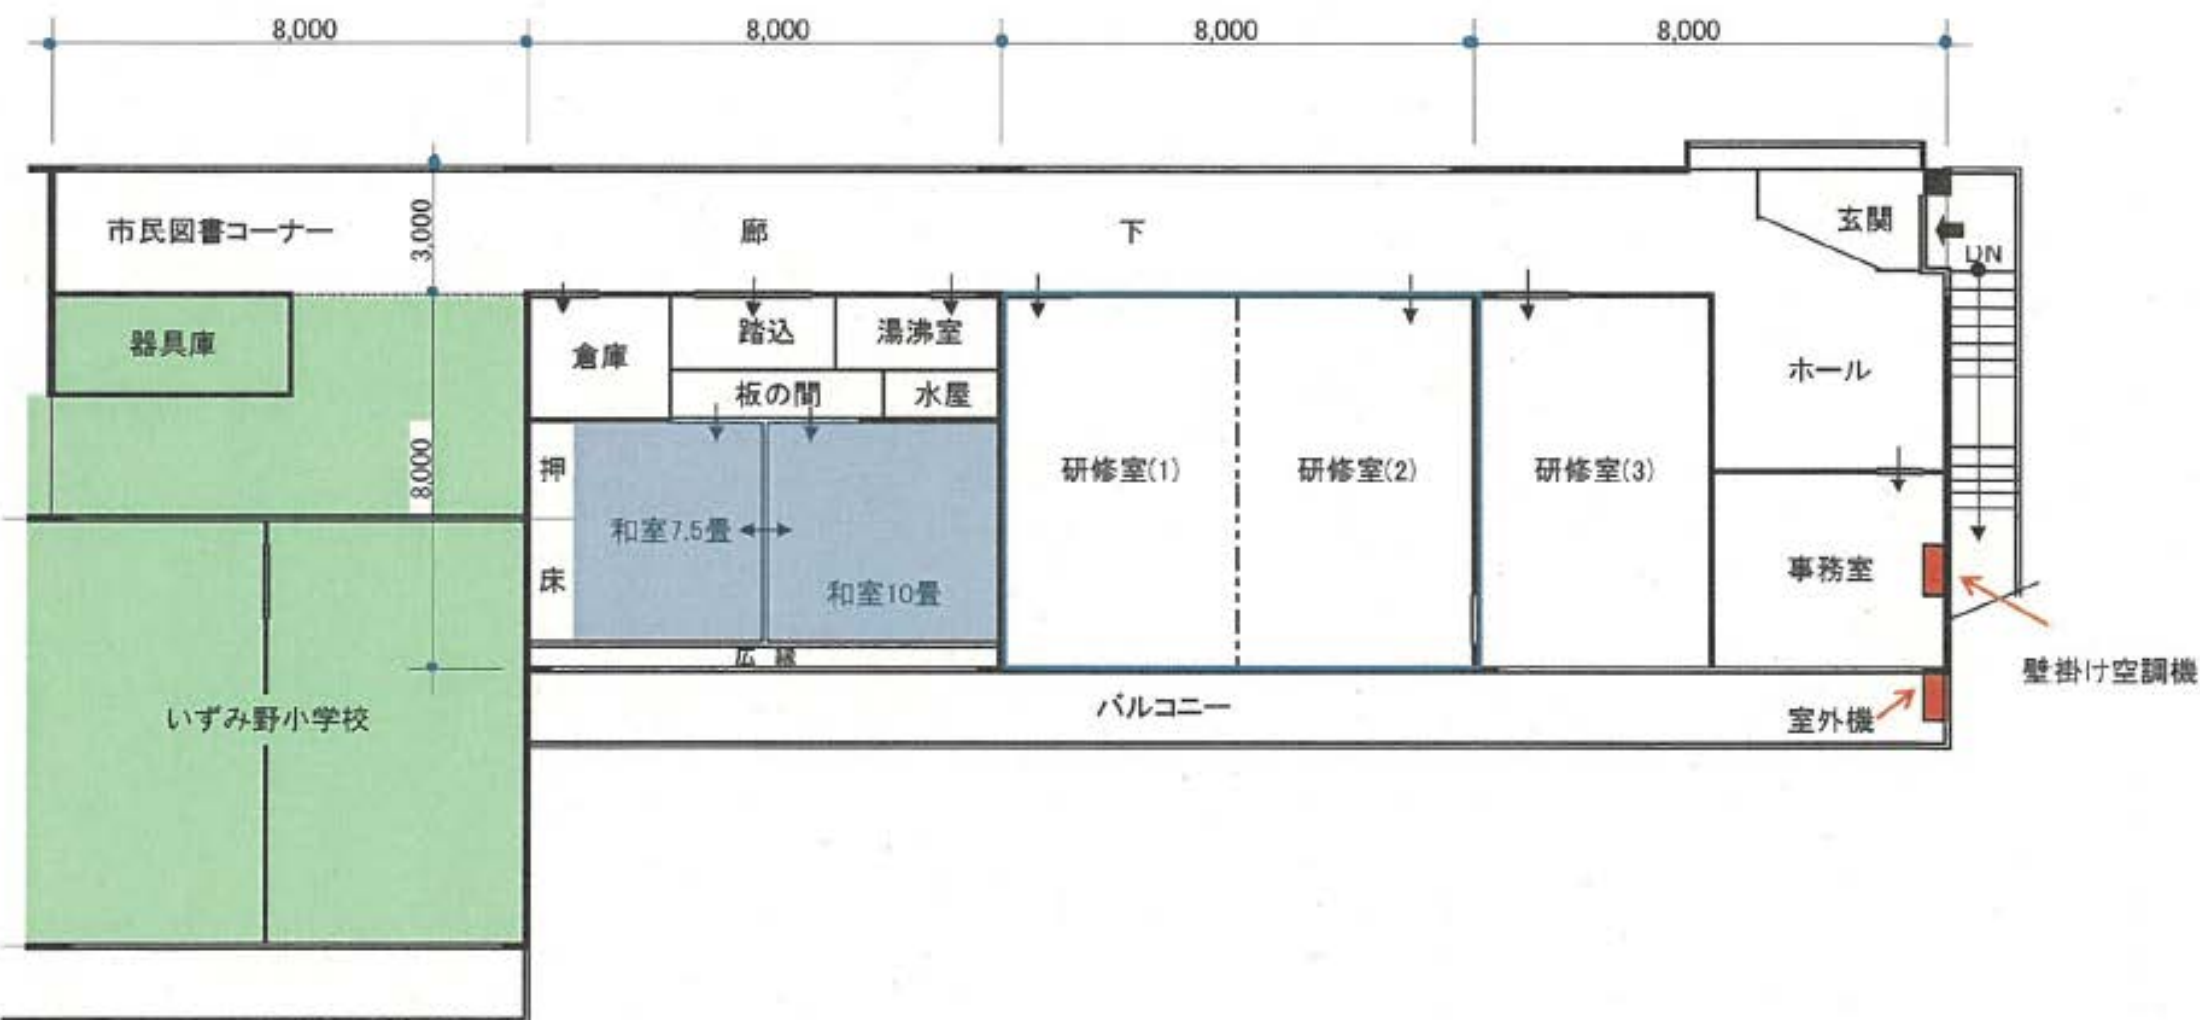 8,000
8,000
8,000
8,000
市民図書コーナー
3,000
廊
下
玄関
DN
器具庫
倉庫
踏込
湯沸室
板の間
水屋
ホール
押
8,000
研修室(1)
研修室(2)
研修室(3)
和室7.5畳
床
和室10畳
事務室
広縁
壁掛け空調機
いずみ野小学校
バルコニー
室外機